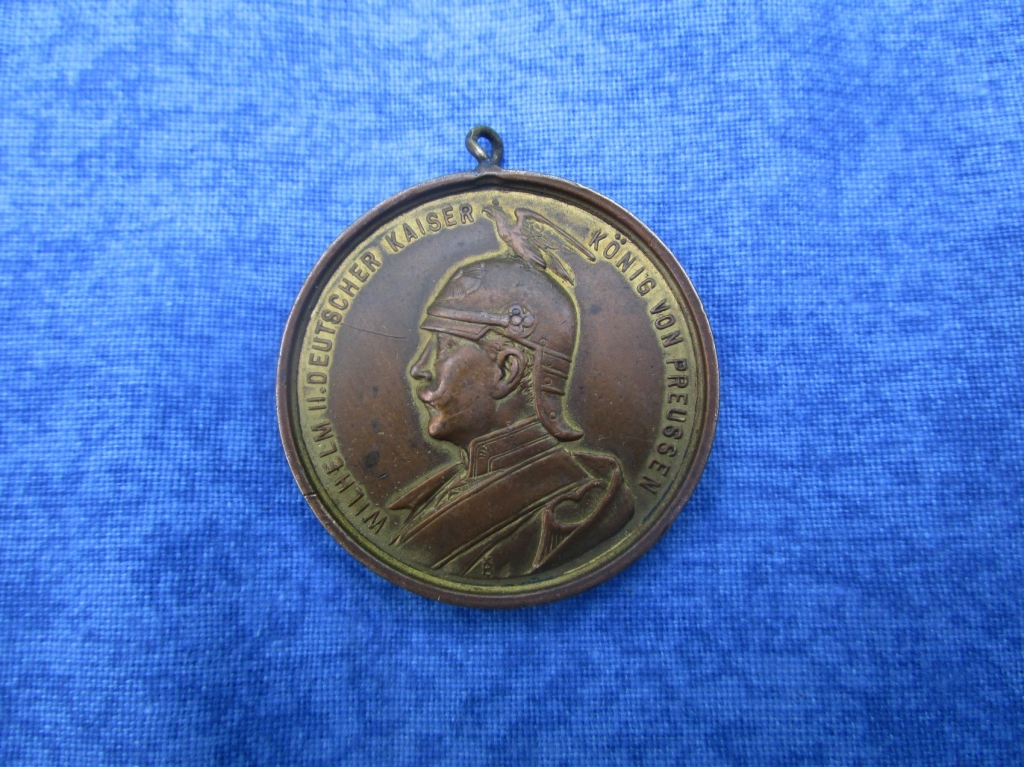 WILHELM II. DEUTSCHER KAISER KÖNIG VON PREUSSEN